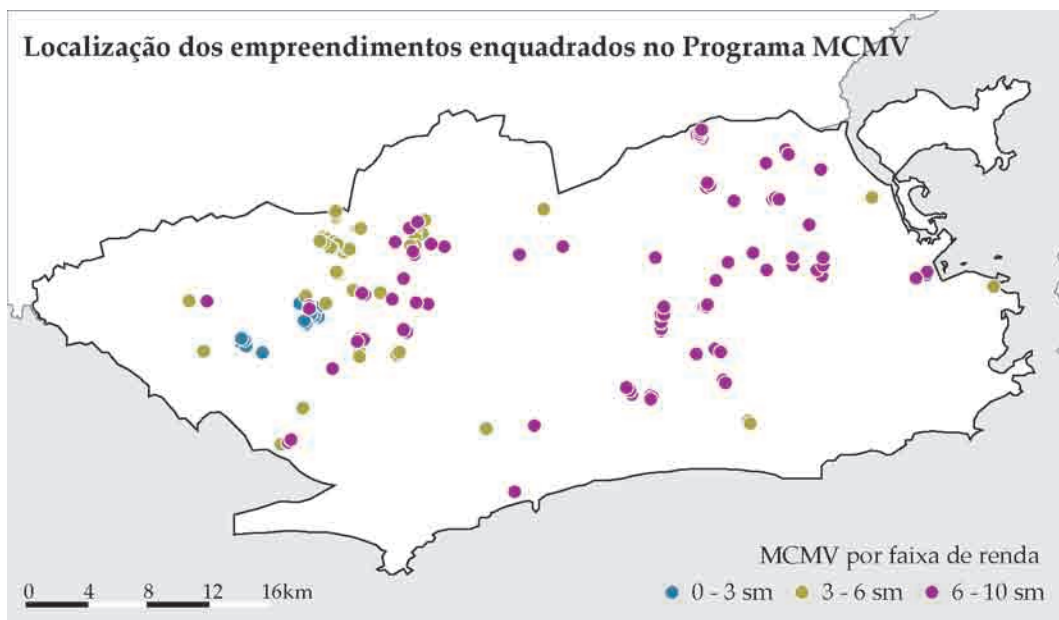 Localização dos empreendimentos enquadrados no Programa MCMV
MCMV por faixa de renda
0 4 8 12 16km
0 - 3 sm 3 - 6 sm 6 - 10 sm